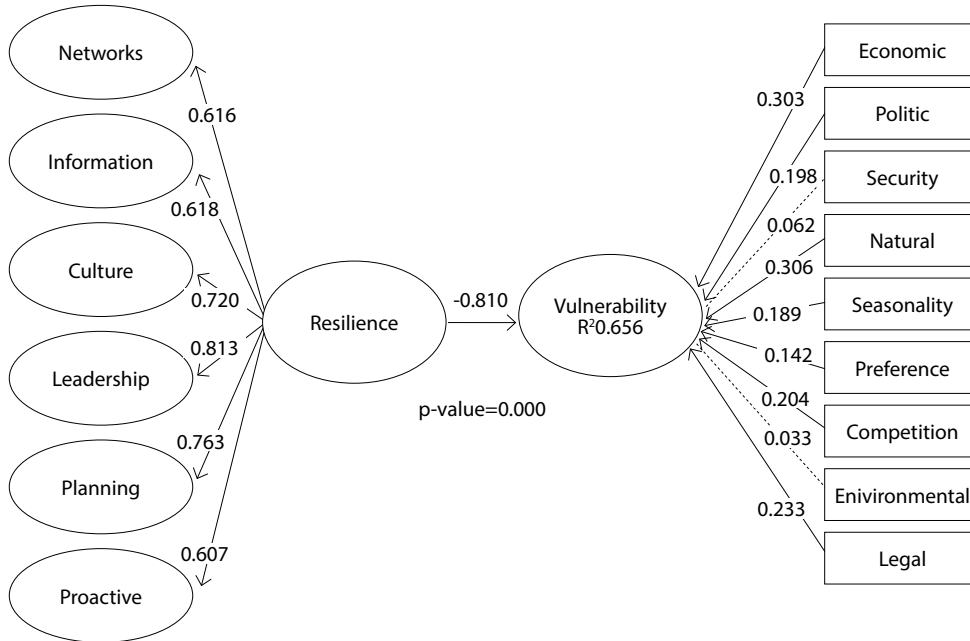 Networks
Information
Culture
Leadership
Planning
Proactive
0.616
0.618
0.720
0.813
0.763
0.607
Resilience
-0.810
p-value=0.000
Vulnerability
R²0.656
0.303
0.198
0.062
0.306
0.189
0.142
0.204
0.033
0.233
Economic
Politic
Security
Natural
Seasonality
Preference
Competition
Enivironmental
Legal